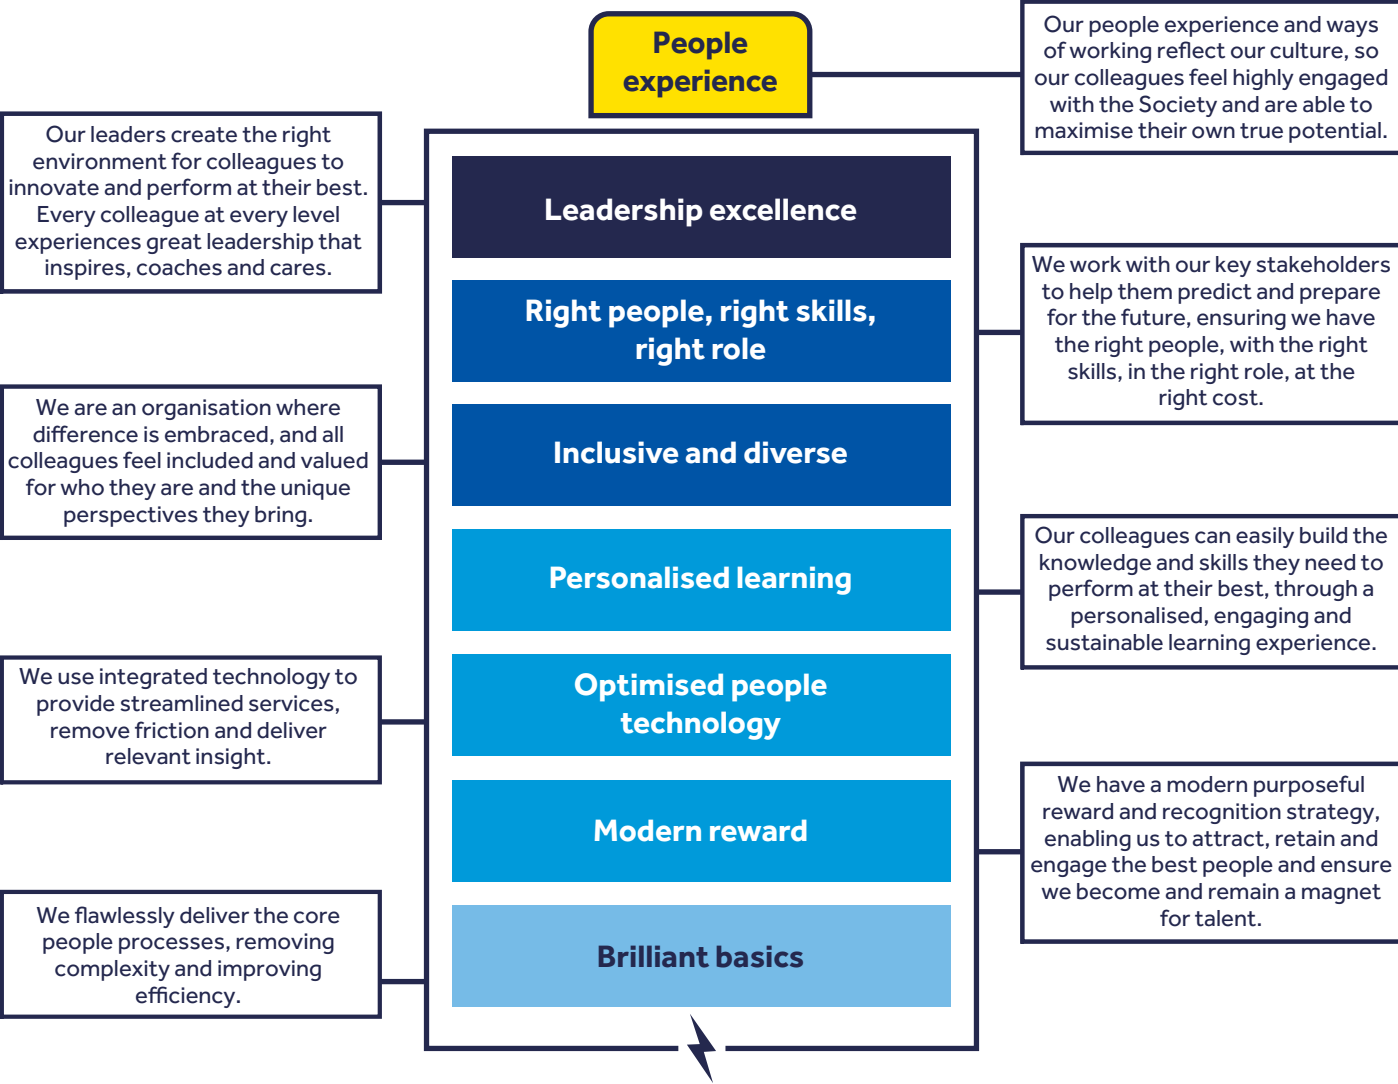 People
experience
Our people experience and ways
of working reflect our culture, so
our colleagues feel highly engaged
with the Society and are able to
maximise their own true potential.
Our leaders create the right
environment for colleagues to
innovate and perform at their best.
Every colleague at every level
experiences great leadership that
inspires, coaches and cares.
Leadership excellence
Right people, right skills,
right role
We work with our key stakeholders
to help them predict and prepare
for the future, ensuring we have
the right people, with the right
skills, in the right role, at the
right cost.
We are an organisation where
difference is embraced, and all
colleagues feel included and valued
for who they are and the unique
perspectives they bring.
Inclusive and diverse
Personalised learning
Our colleagues can easily build the
knowledge and skills they need to
perform at their best, through a
personalised, engaging and
sustainable learning experience.
We use integrated technology to
provide streamlined services,
remove friction and deliver
relevant insight.
Optimised people
technology
Modern reward
We have a modern purposeful
reward and recognition strategy,
enabling us to attract, retain and
engage the best people and ensure
we become and remain a magnet
for talent.
We flawlessly deliver the core
people processes, removing
complexity and improving
efficiency.
Brilliant basics